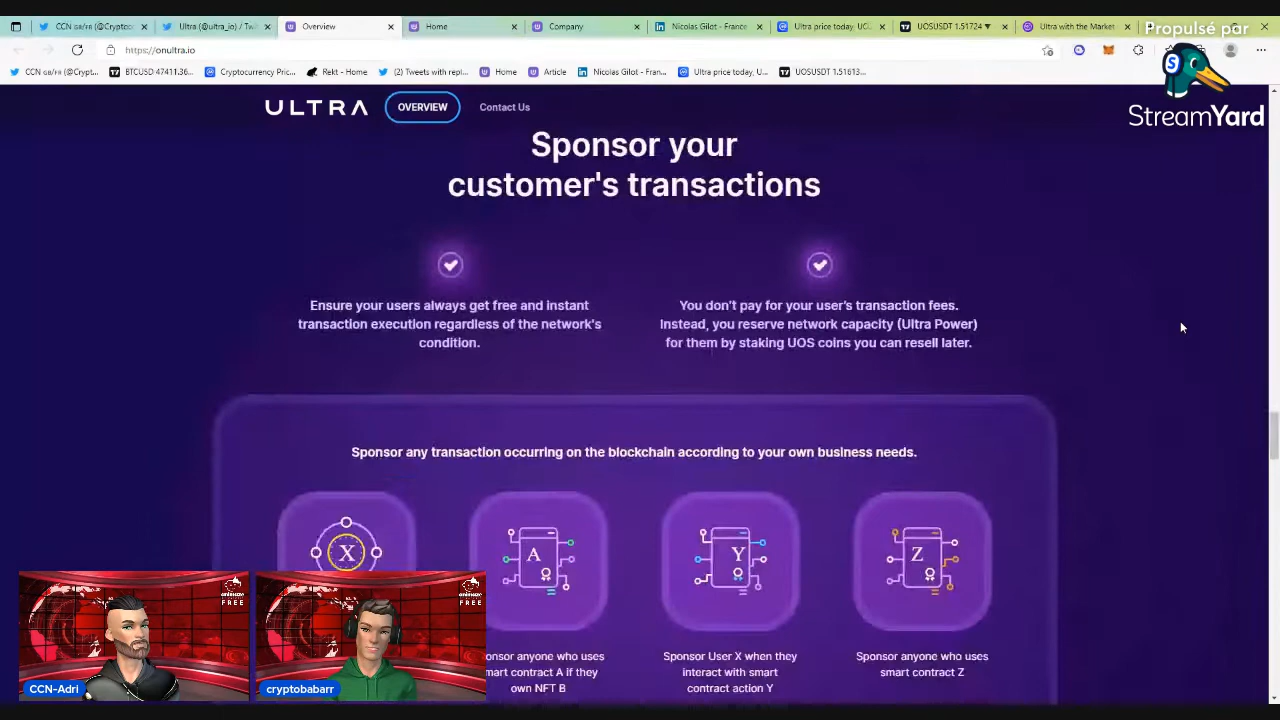 CCN ᴓᴙ/ꜰʀ (@Cryptoc
Ultra (@ultra_io) / Twi
Overview
Home
Company
Nicolas Gilot - France
Ultra price today, UO
UOSUSDT 1.51724 ▼
Ultra with the Market
Propulsé par
https://onultra.io
(@Crypt...
BTCUSD 47411.36...
Cryptocurrency Pric...
Rekt - Home
(2) Tweets with repl...
Home
Article
Nicolas Gilot - Fran...
Ultra price today, U...
UOSUSDT 1.51613...
StreamYard
ULTRA
OVERVIEW
Contact Us
Sponsor your
customer's transactions
Ensure your users always get free and instant
transaction execution regardless of the network's
condition.
You don't pay for your user's transaction fees.
Instead, you reserve network capacity (Ultra Power)
for them by staking UOS coins you can resell later.
Sponsor any transaction occurring on the blockchain according to your own business needs.
X
A
Y
Z
FREE
FREE
CCN-Adri
cryptobabarr
ponsor anyone who uses
mart contract A if they
own NFT B
Sponsor User X when they
interact with smart
contract action Y
Sponsor anyone who uses
smart contract Z